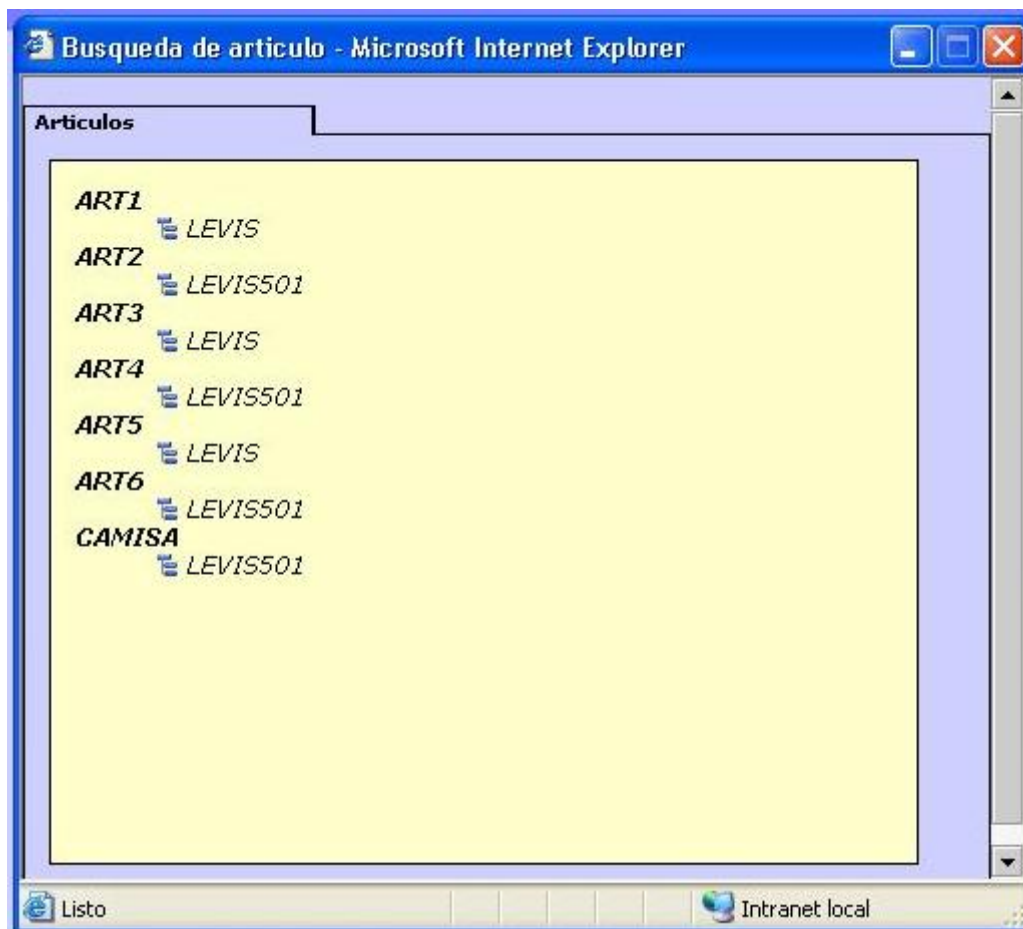 Busqueda de articulo - Microsoft Internet Explorer
Articulos
ART1
LEVIS
ART2
LEVIS501
ART3
LEVIS
ART4
LEVIS501
ART5
LEVIS
ART6
LEVIS501
CAMISA
LEVIS501
Listo
Intranet local